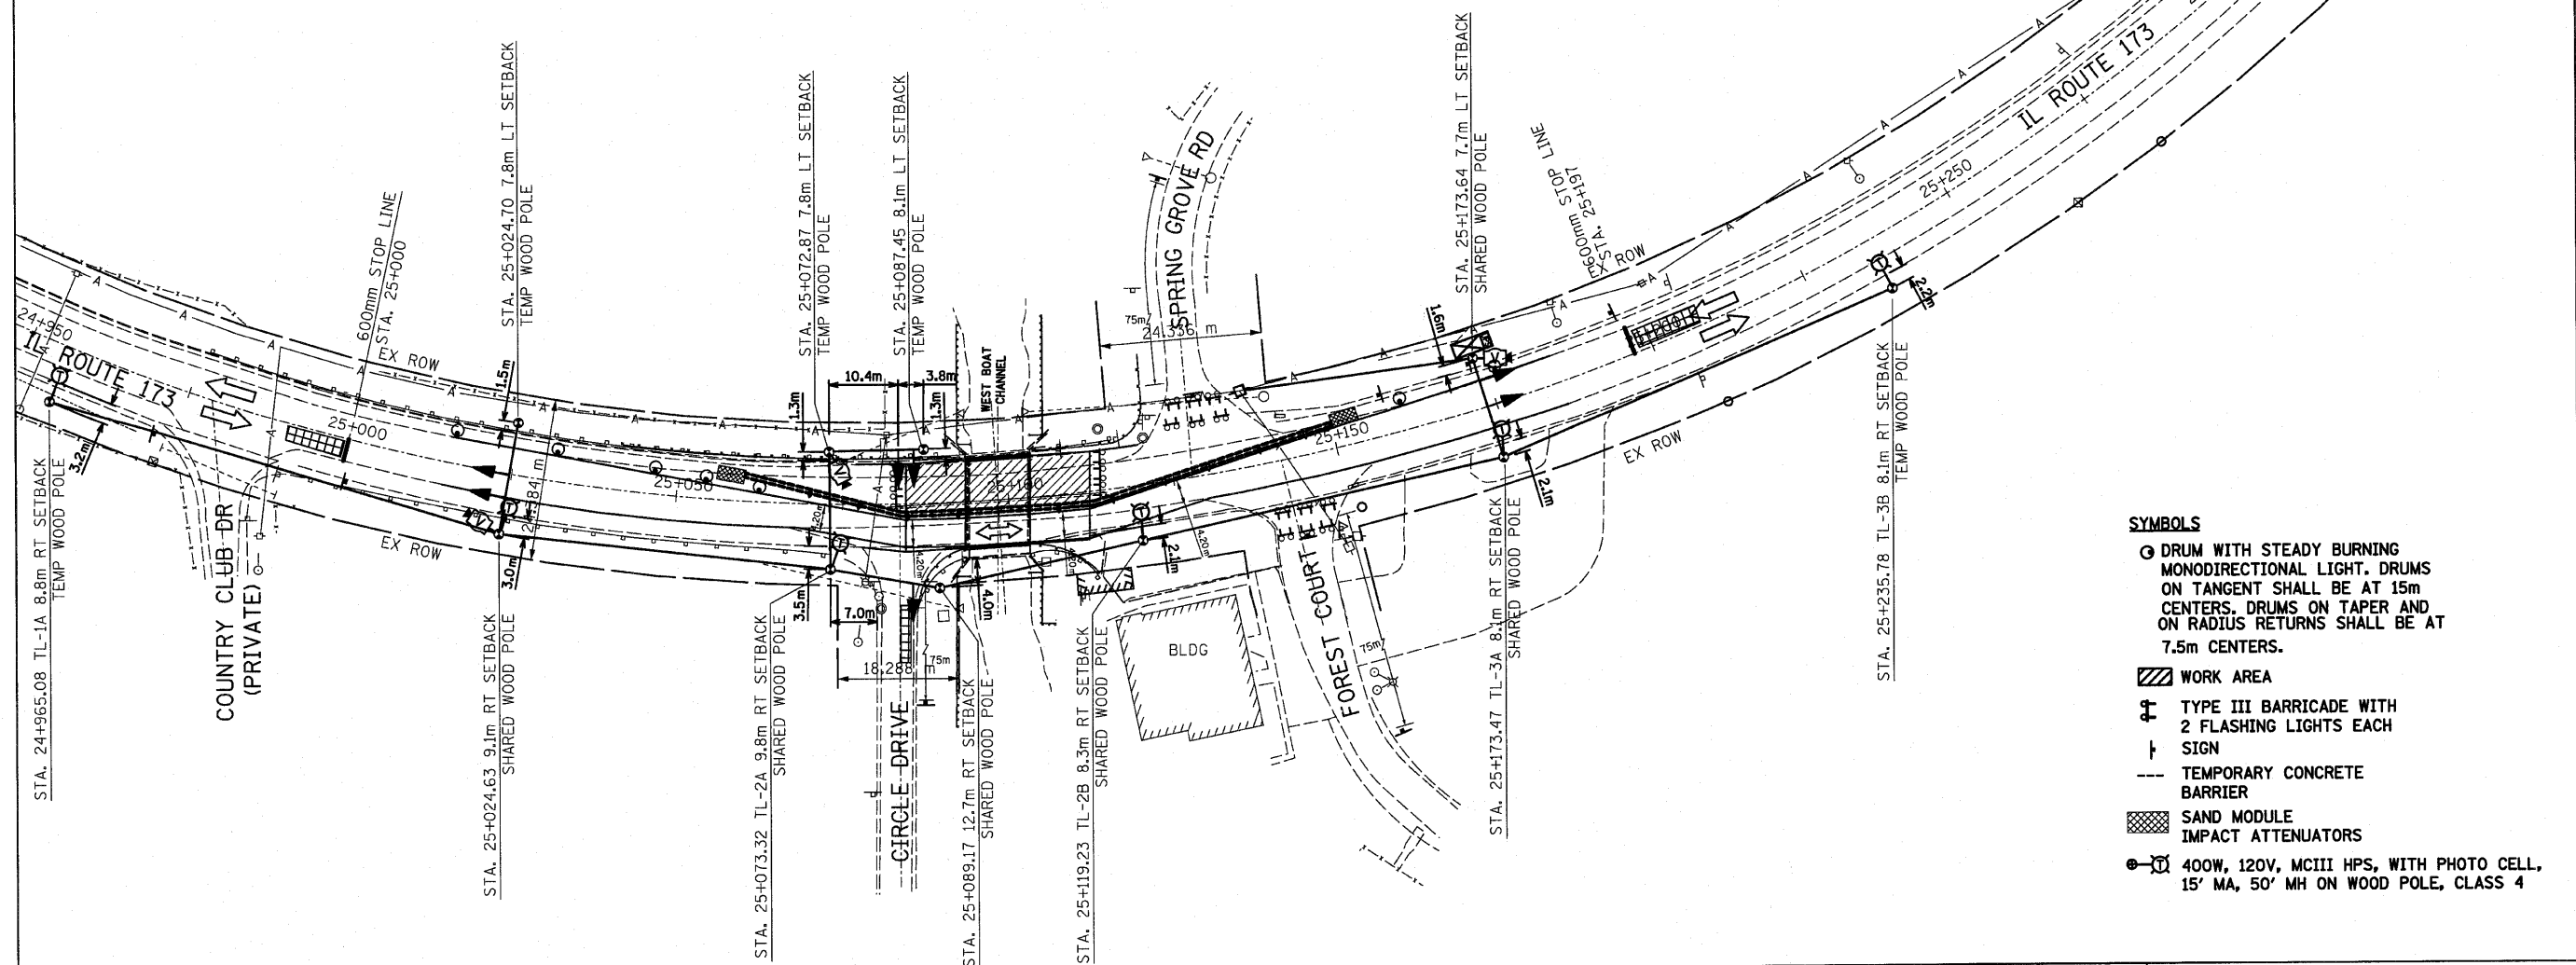 STA. 25+024.70 7.8m LT SETBACK
TEMP WOOD POLE
STA. 25+072.87 7.8m LT SETBACK
TEMP WOOD POLE
STA. 25+087.45 8.1m LT SETBACK
TEMP WOOD POLE
STA. 25+173.64 7.7m LT SETBACK
SHARED WOOD POLE
600mm STOP LINE
STA. 25+000
3600mm STOP LINE
STA. 25+197
EX ROW
EX ROW
EX ROW
EX ROW
IL ROUTE 173
IL ROUTE 173
24+950
25+000
25+050
25+100
25+150
25+250
SPRING GROVE RD
75m
24.336 m
WEST BOAT
CHANNEL
1.5m
1.3m
10.4m
3.8m
1.3m
1.6m
2.2m
3.2m
3.0m
3.5m
7.0m
4.20m
4.20m
4.20m
4.20m
4.0m
2.1m
2.1m
18.288 m
75m
75m
COUNTRY CLUB DR
(PRIVATE)
CIRCLE DRIVE
FOREST COURT
BLDG
STA. 24+965.08 TL-1A 8.8m RT SETBACK
TEMP WOOD POLE
STA. 25+024.63 9.1m RT SETBACK
SHARED WOOD POLE
STA. 25+073.32 TL-2A 9.8m RT SETBACK
SHARED WOOD POLE
STA. 25+089.17 12.7m RT SETBACK
SHARED WOOD POLE
STA. 25+119.23 TL-2B 8.3m RT SETBACK
SHARED WOOD POLE
STA. 25+173.47 TL-3A 8.1m RT SETBACK
SHARED WOOD POLE
STA. 25+235.78 TL-3B 8.1m RT SETBACK
TEMP WOOD POLE
SYMBOLS
DRUM WITH STEADY BURNING
MONODIRECTIONAL LIGHT. DRUMS
ON TANGENT SHALL BE AT 15m
CENTERS. DRUMS ON TAPER AND
ON RADIUS RETURNS SHALL BE AT
7.5m CENTERS.
WORK AREA
TYPE III BARRICADE WITH
2 FLASHING LIGHTS EACH
SIGN
TEMPORARY CONCRETE
BARRIER
SAND MODULE
IMPACT ATTENUATORS
400W, 120V, MCIII HPS, WITH PHOTO CELL,
15' MA, 50' MH ON WOOD POLE, CLASS 4